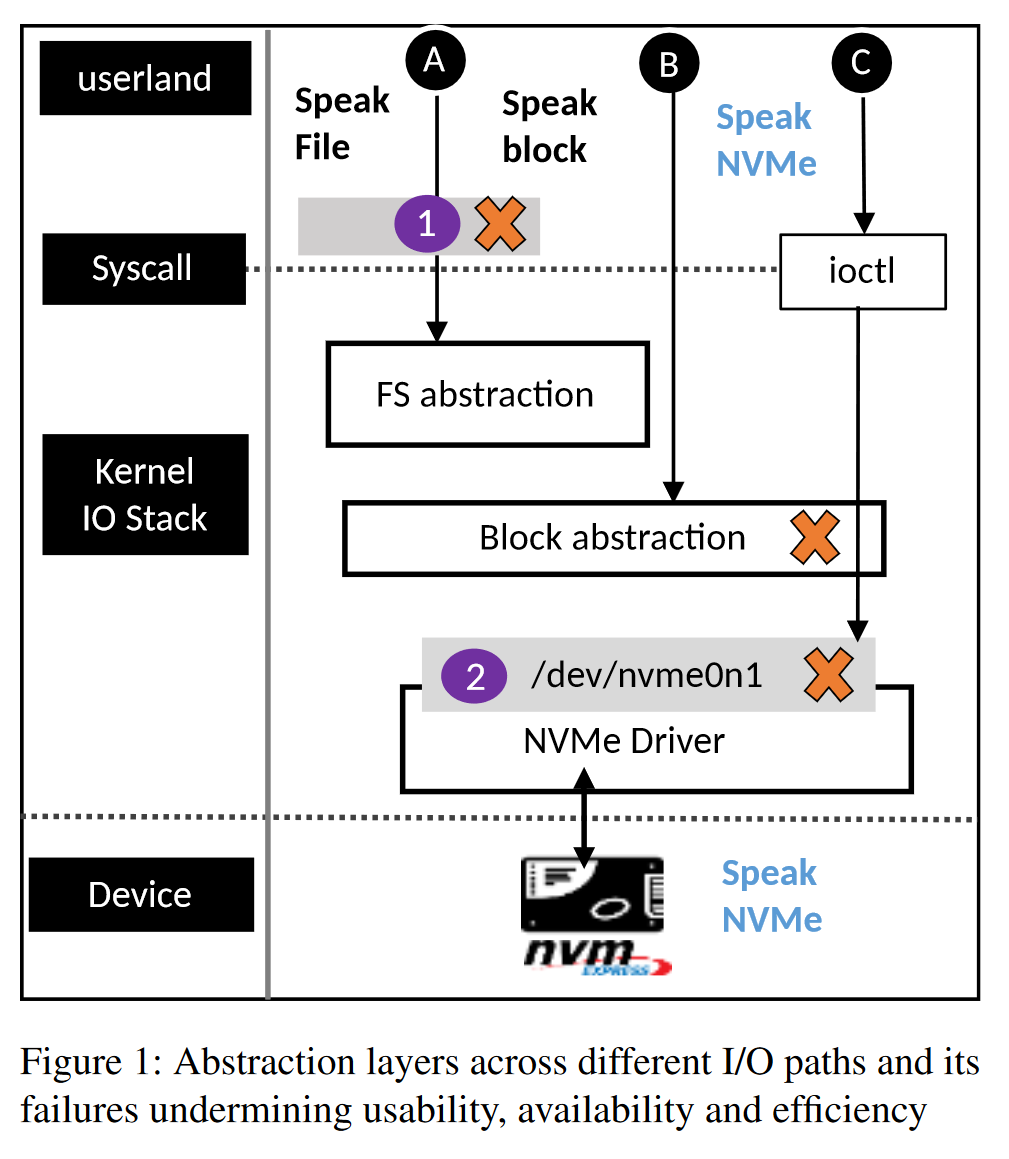 userland
A
B
C
Speak
File
Speak
block
Speak
NVMe
1
Syscall
ioctl
FS abstraction
Kernel
IO Stack
Block abstraction
2 /dev/nvme0n1
NVMe Driver
Device
Speak
NVMe
nvm
EXPRESS
Figure 1: Abstraction layers across different I/O paths and its
failures undermining usability, availability and efficiency